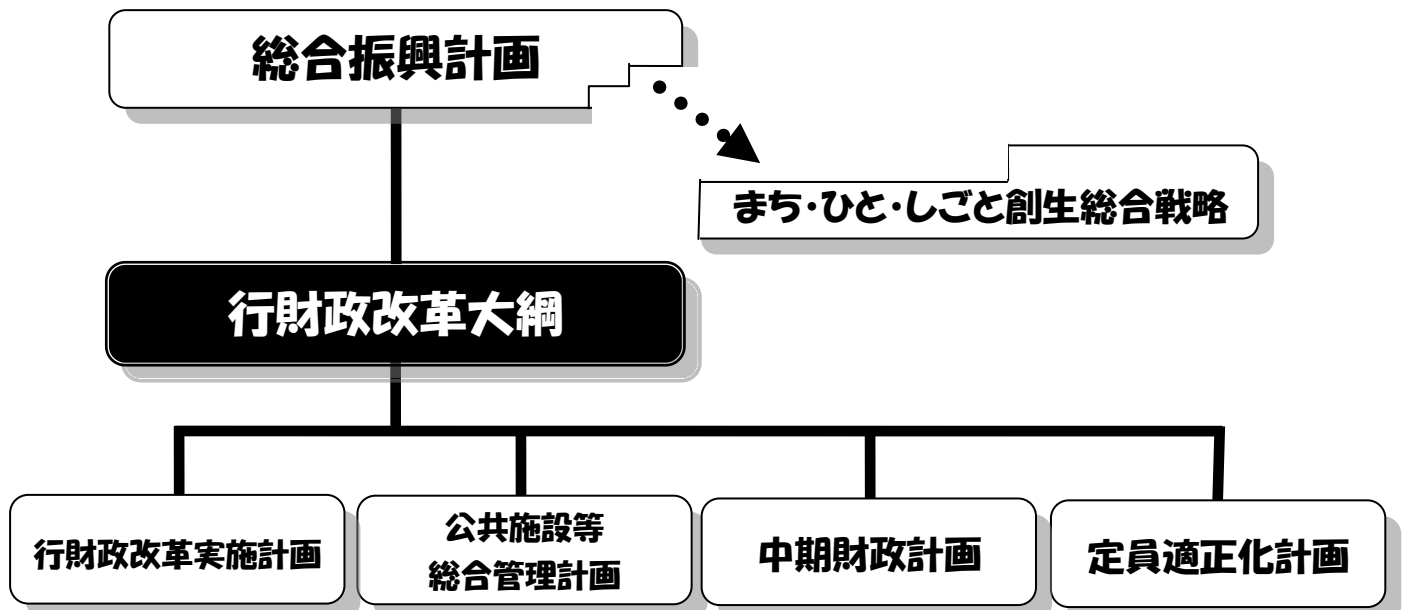 総合振興計画
まち・ひと・しごと創生総合戦略
行財政改革大綱
行財政改革実施計画
公共施設等
総合管理計画
中期財政計画
定員適正化計画